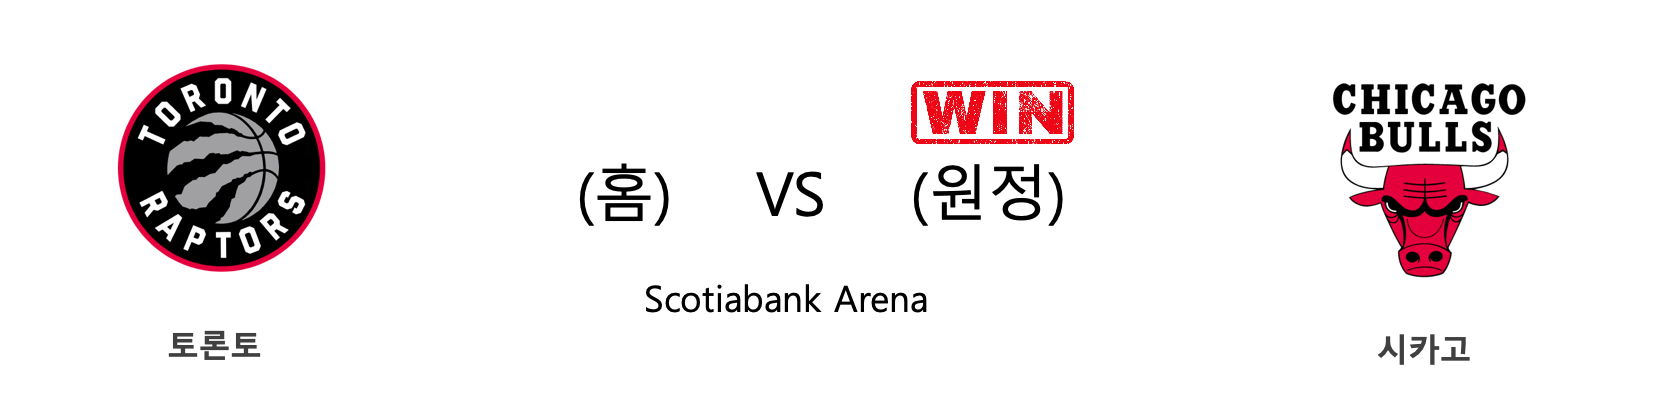 TORONTO
RAPTORS
토론토
WIN
(홈) VS (원정)
Scotiabank Arena
CHICAGO
BULLS
시카고